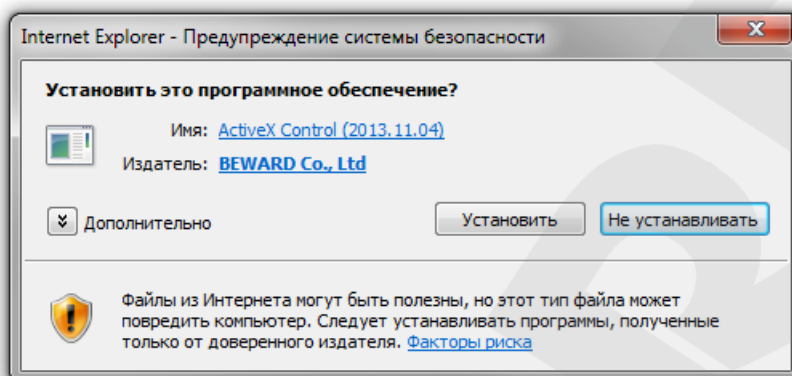 Internet Explorer - Предупреждение системы безопасности
Установить это программное обеспечение?
Имя: ActiveX Control (2013.11.04)
Издатель: BEWARD Co., Ltd
Дополнительно Установить Не устанавливать
Файлы из Интернета могут быть полезны, но этот тип файла может
повредить компьютер. Следует устанавливать программы, полученные
только от доверенного издателя. Факторы риска